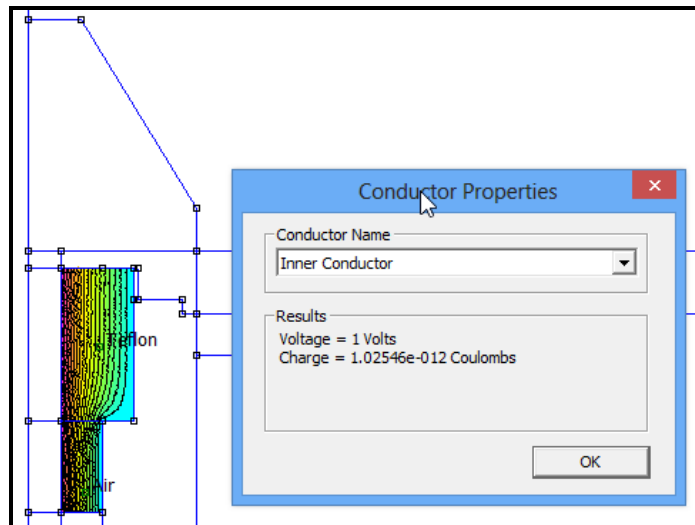 Conductor Properties
Conductor Name
Inner Conductor
Results
Voltage = 1 Volts
Charge = 1.02546e-012 Coulombs
OK
Teflon
Air